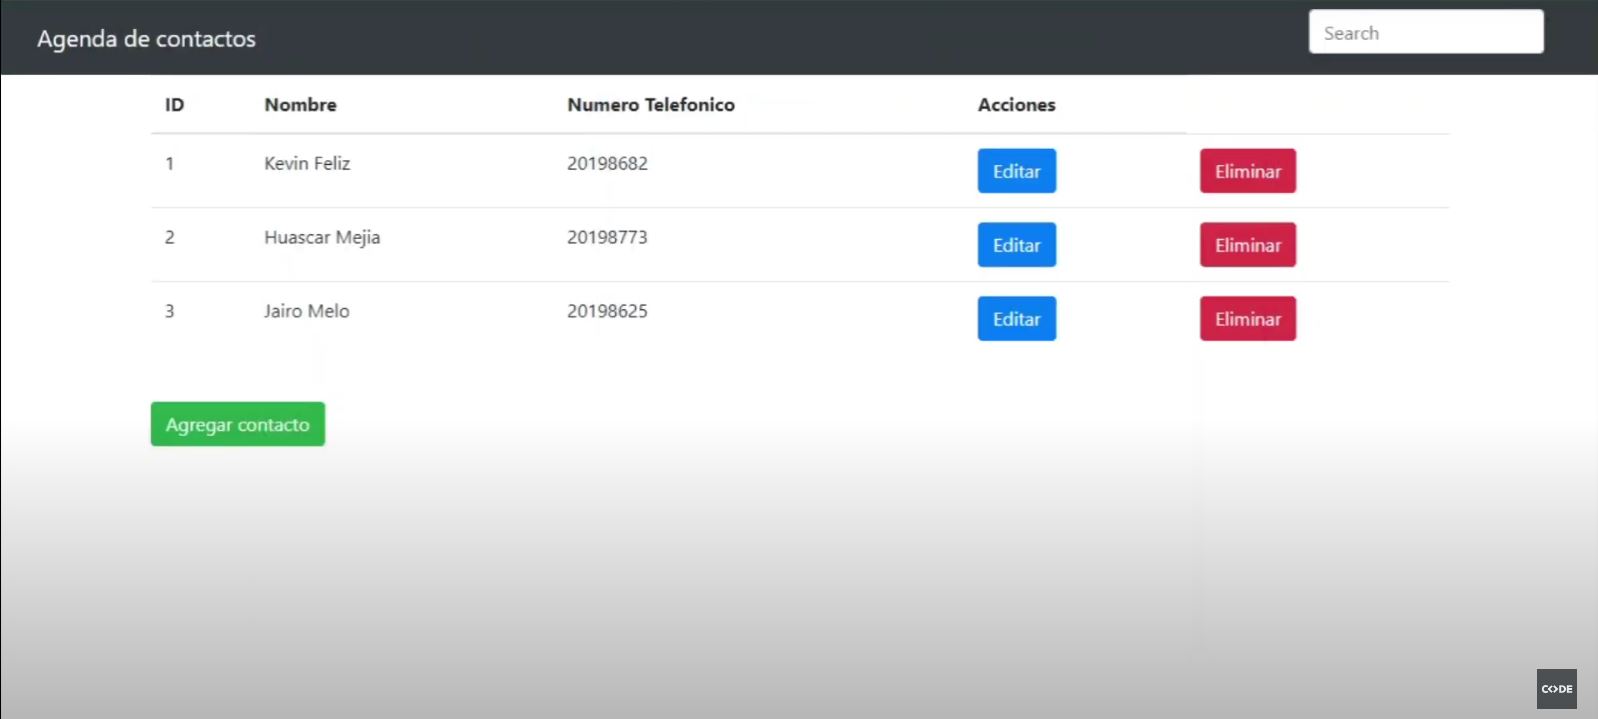 Agenda de contactos
Search
ID Nombre Numero Telefonico Acciones
1 Kevin Feliz 20198682 Editar Eliminar
2 Huascar Mejia 20198773 Editar Eliminar
3 Jairo Melo 20198625 Editar Eliminar
Agregar contacto
C<>DE